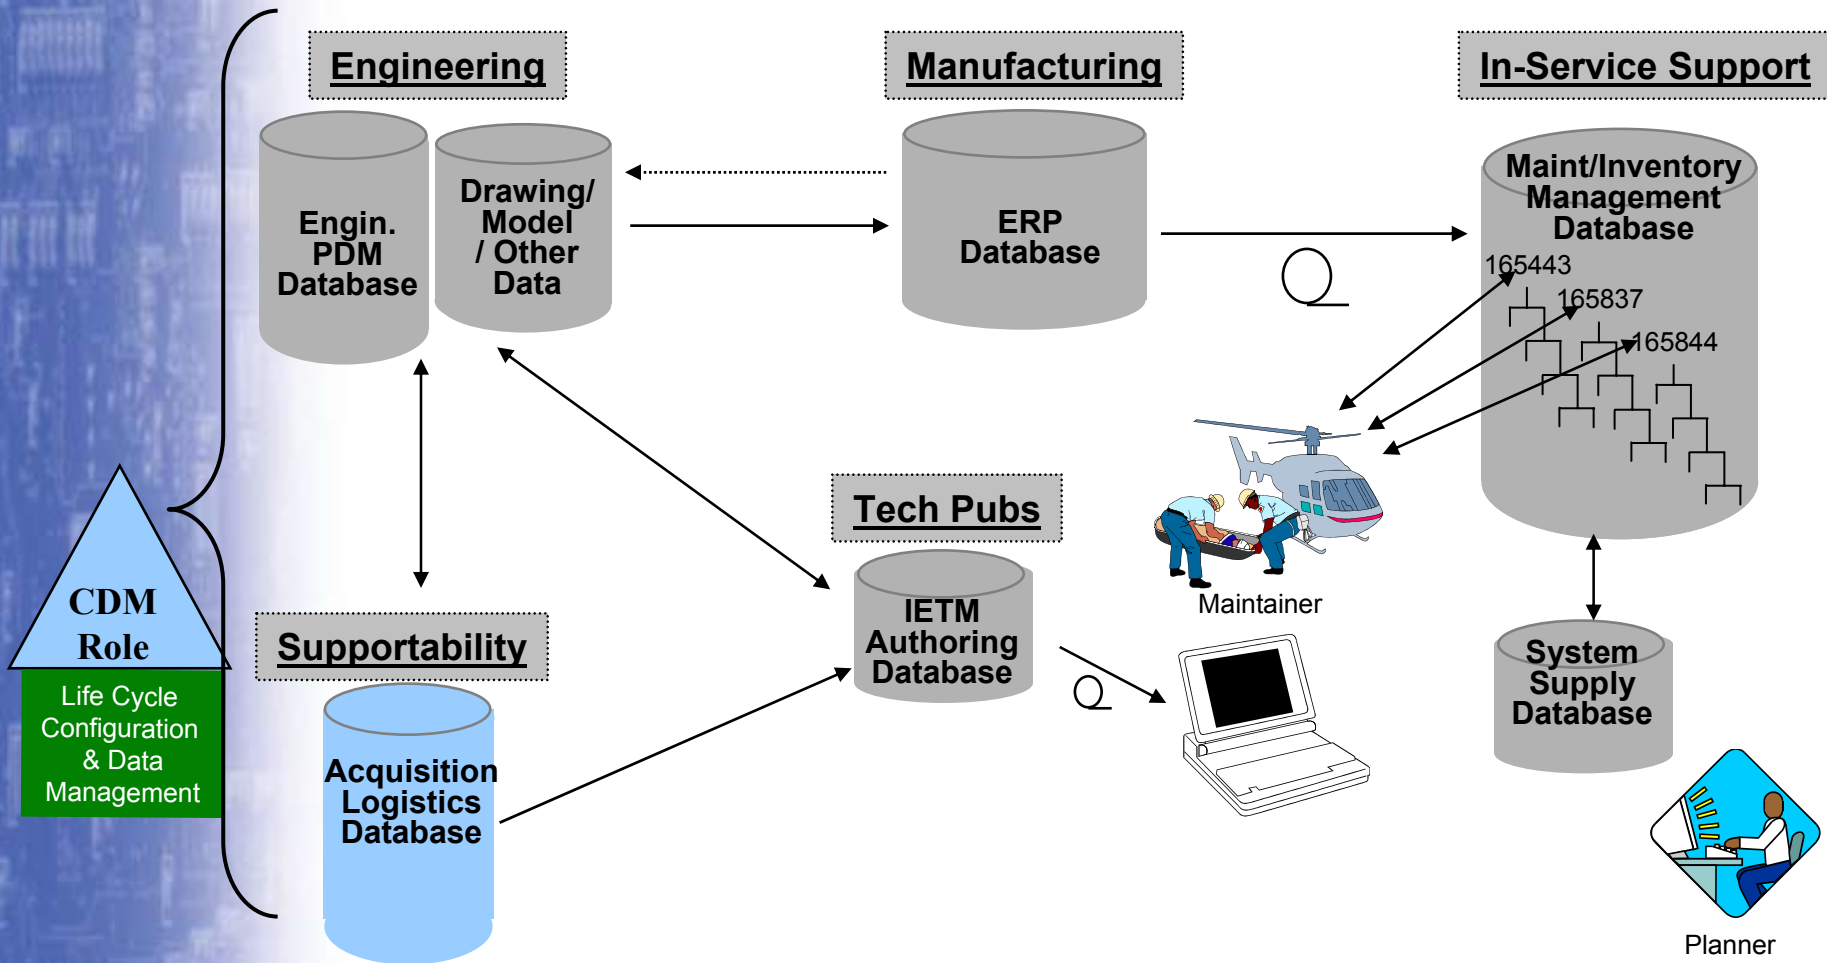 Engineering
Manufacturing
In-Service Support
Engin.
PDM
Database
Drawing/
Model
/ Other
Data
ERP
Database
Maint/Inventory
Management
Database
165443
165837
165844
CDM
Role
Life Cycle
Configuration
& Data
Management
Supportability
Acquisition
Logistics
Database
Tech Pubs
IETM
Authoring
Database
Maintainer
System
Supply
Database
Planner